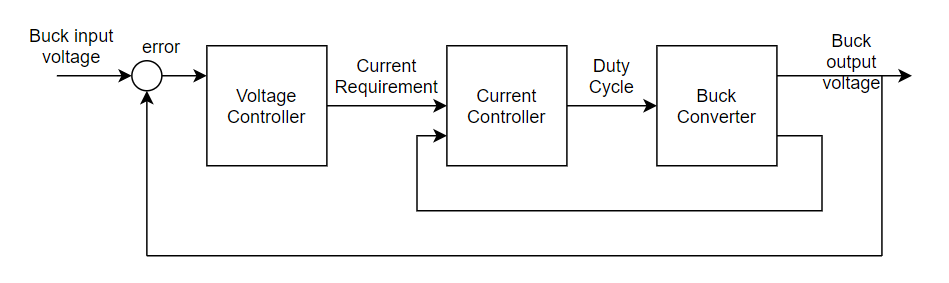 Buck input
voltage
error
Voltage
Controller
Current
Requirement
Current
Controller
Duty
Cycle
Buck
Converter
Buck
output
voltage